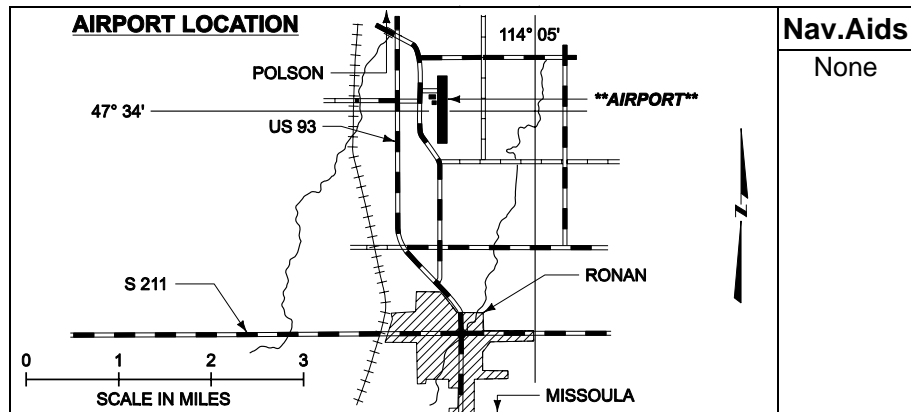 AIRPORT LOCATION
114° 05'
Nav.Aids
None
POLSON
**AIRPORT**
47° 34'
US 93
N
S 211
RONAN
0 1 2 3
SCALE IN MILES
MISSOULA